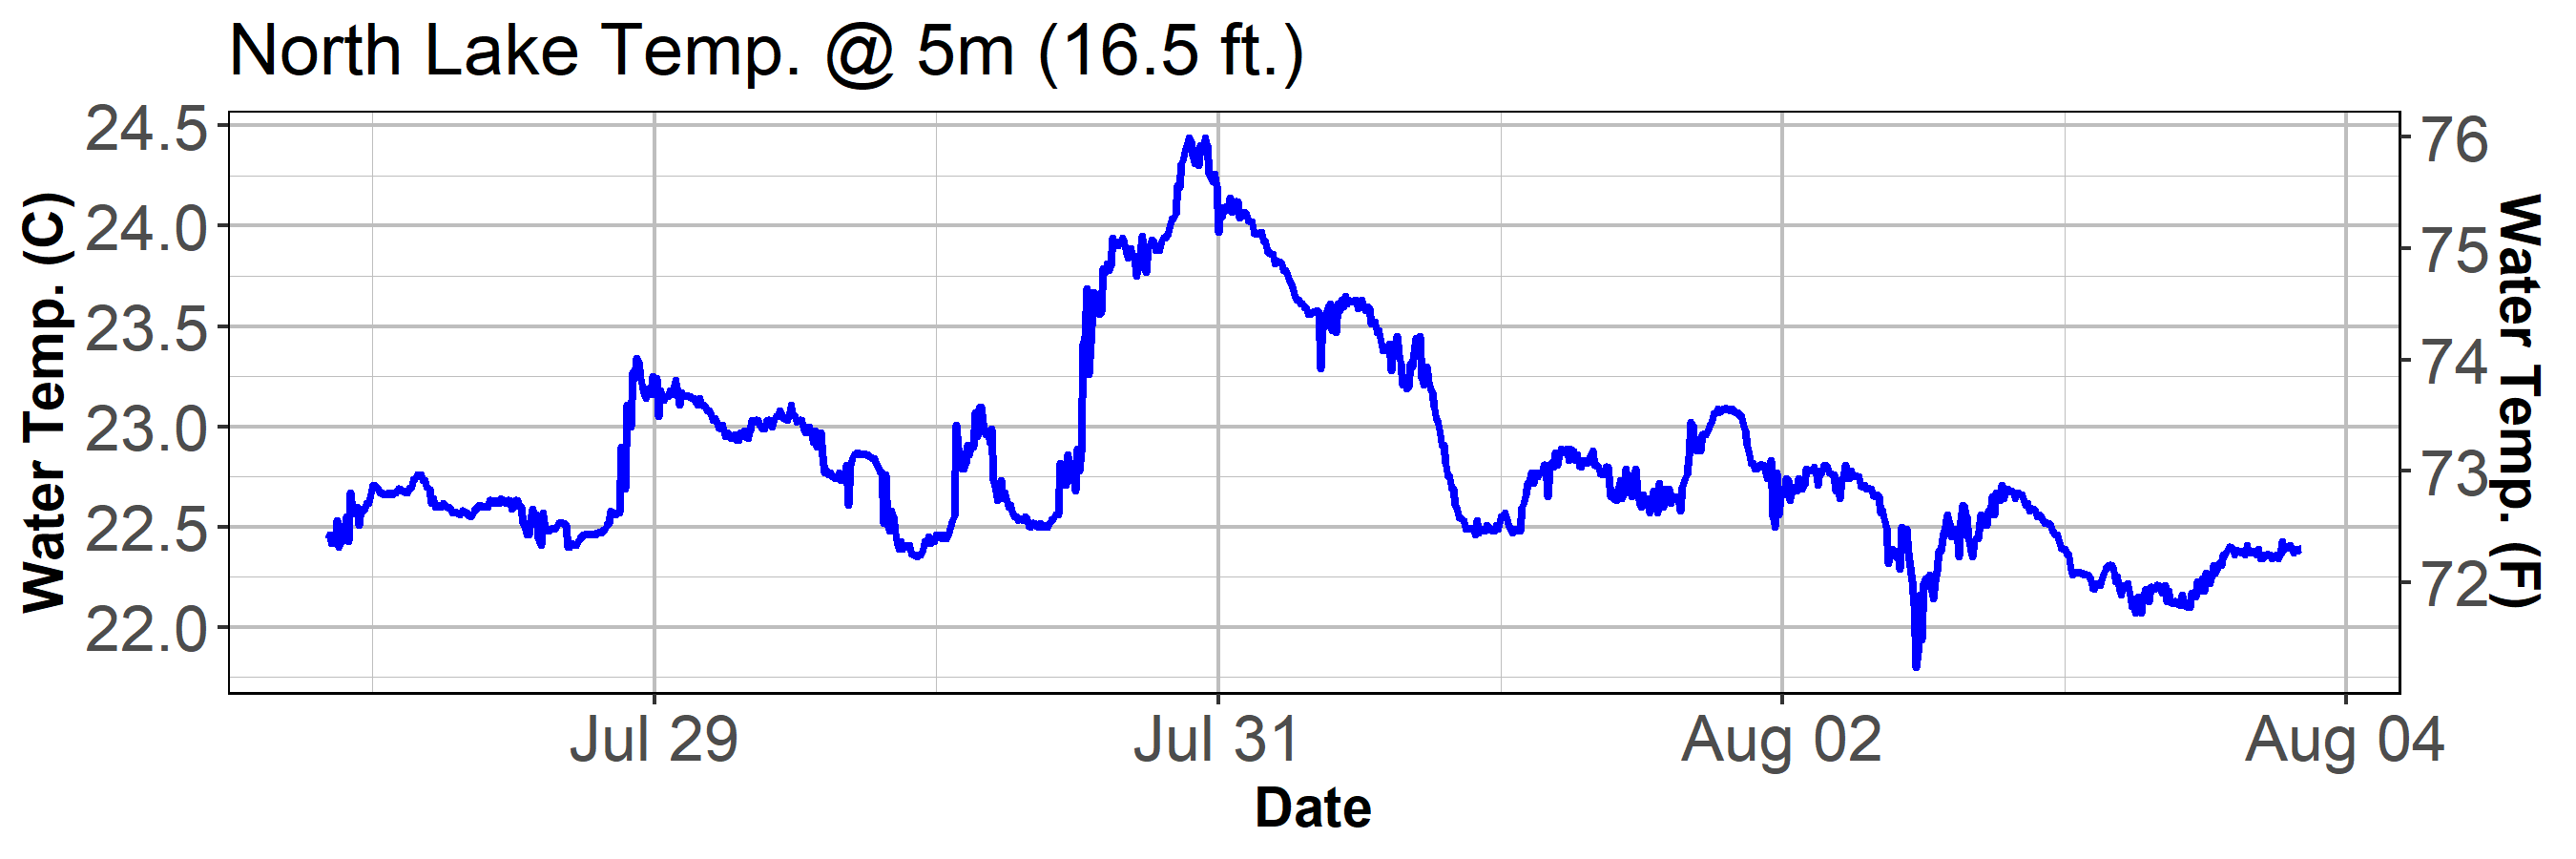 North Lake Temp. @ 5m (16.5 ft.)
Water Temp. (C)
24.5
24.0
23.5
23.0
22.5
22.0
76
75
74
73
72
Water Temp. (F)
Jul 29 Jul 31 Aug 02 Aug 04
Date